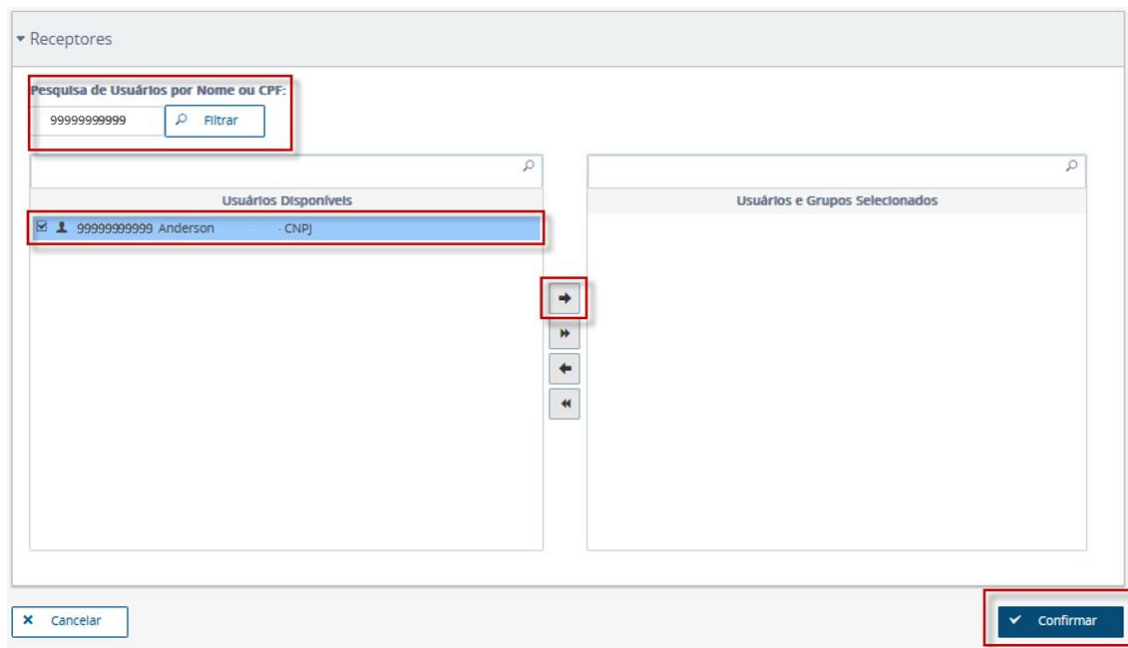 Receptores
Pesquisa de Usuários por Nome ou CPF:
99999999999 Filtrar
Usuários Disponíveis Usuários e Grupos Selecionados
99999999999 Anderson - CNPJ
Cancelar Confirmar